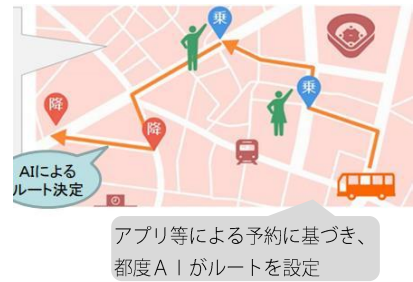 乗
乗
降
降
AIによる
ルート決定
アプリ等による予約に基づき、
都度ＡＩがルートを設定